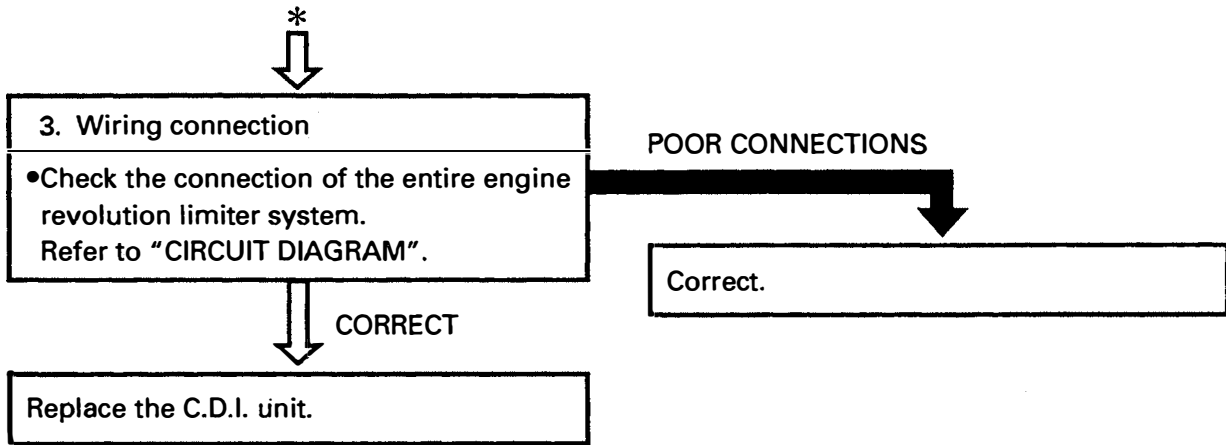 *
3. Wiring connection
•Check the connection of the entire engine
revolution limiter system.
Refer to "CIRCUIT DIAGRAM".
POOR CONNECTIONS
Correct.
CORRECT
Replace the C.D.I. unit.